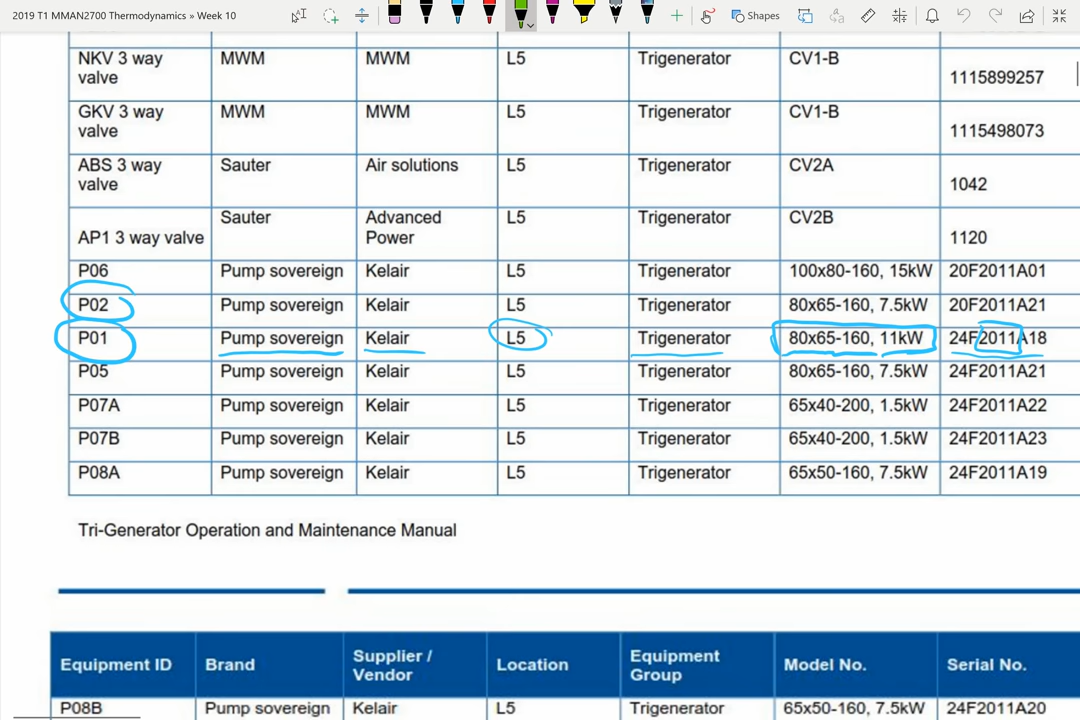 2019 T1 MMAN2700 Thermodynamics » Week 10
Shapes
NKV 3 way valve MWM MWM L5 Trigenerator CV1-B 1115899257
GKV 3 way valve MWM MWM L5 Trigenerator CV1-B 1115498073
ABS 3 way valve Sauter Air solutions L5 Trigenerator CV2A 1042
AP1 3 way valve Sauter Advanced Power L5 Trigenerator CV2B 1120
P06 Pump sovereign Kelair L5 Trigenerator 100x80-160, 15kW 20F2011A01
P02 Pump sovereign Kelair L5 Trigenerator 80x65-160, 7.5kW 20F2011A21
P01 Pump sovereign Kelair L5 Trigenerator 80x65-160, 11kW 24F2011A18
P05 Pump sovereign Kelair L5 Trigenerator 80x65-160, 7.5kW 24F2011A21
P07A Pump sovereign Kelair L5 Trigenerator 65x40-200, 1.5kW 24F2011A22
P07B Pump sovereign Kelair L5 Trigenerator 65x40-200, 1.5kW 24F2011A23
P08A Pump sovereign Kelair L5 Trigenerator 65x50-160, 7.5kW 24F2011A19
Tri-Generator Operation and Maintenance Manual
Equipment ID Brand Supplier / Vendor Location Equipment Group Model No. Serial No.
P08B Pump sovereign Kelair L5 Trigenerator 65x50-160, 7.5kW 24F2011A20